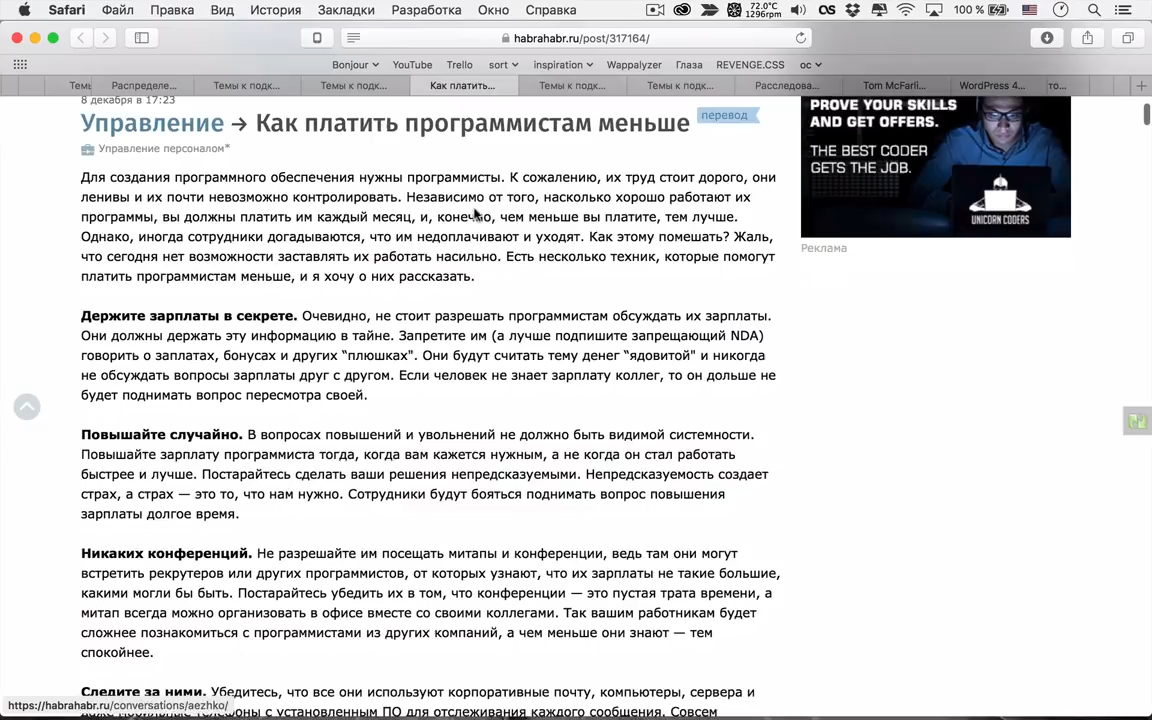 Safari Файл Правка Вид История Закладки Разработка Окно Справка 72.0°C 1296rpm 100 %
habrahabr.ru/post/317164/
Bonjour YouTube Trello sort inspiration Wappalyzer Глаза REVENGE.CSS ос
Темы Распределе... Темы к подк... Темы к подк... Как платить... Темы к подк... Темы к подк... Расследова... Tom McFarli... WordPress 4... то...
8 декабря в 17:23
Управление → Как платить программистам меньше перевод
Управление персоналом*
Для создания программного обеспечения нужны программисты. К сожалению, их труд стоит дорого, они
ленивы и их почти невозможно контролировать. Независимо от того, насколько хорошо работают их
программы, вы должны платить им каждый месяц, и, конечно, чем меньше вы платите, тем лучше.
Однако, иногда сотрудники догадываются, что им недоплачивают и уходят. Как этому помешать? Жаль,
что сегодня нет возможности заставлять их работать насильно. Есть несколько техник, которые помогут
платить программистам меньше, и я хочу о них рассказать.
Держите зарплаты в секрете. Очевидно, не стоит разрешать программистам обсуждать их зарплаты.
Они должны держать эту информацию в тайне. Запретите им (а лучше подпишите запрещающий NDA)
говорить о заплатах, бонусах и других “плюшках”. Они будут считать тему денег “ядовитой” и никогда
не обсуждать вопросы зарплаты друг с другом. Если человек не знает зарплату коллег, то он дольше не
будет поднимать вопрос пересмотра своей.
Повышайте случайно. В вопросах повышений и увольнений не должно быть видимой системности.
Повышайте зарплату программиста тогда, когда вам кажется нужным, а не когда он стал работать
быстрее и лучше. Постарайтесь сделать ваши решения непредсказуемыми. Непредсказуемость создает
страх, а страх — это то, что нам нужно. Сотрудники будут бояться поднимать вопрос повышения
зарплаты долгое время.
Никаких конференций. Не разрешайте им посещать митапы и конференции, ведь там они могут
встретить рекрутеров или других программистов, от которых узнают, что их зарплаты не такие большие,
какими могли бы быть. Постарайтесь убедить их в том, что конференции — это пустая трата времени, а
митап всегда можно организовать в офисе вместе со своими коллегами. Так вашим работникам будет
сложнее познакомиться с программистами из других компаний, а чем меньше они знают — тем
спокойнее.
Следите за ними. Убедитесь, что все они используют корпоративные почту, компьютеры, сервера и
даже мобильные телефоны с установленным ПО для отслеживания каждого сообщения. Совсем
https://habrahabr.ru/conversations/aezhko/
PROVE YOUR SKILLS
AND GET OFFERS.
THE BEST CODER
GETS THE JOB.
UNICORN CODERS
Реклама